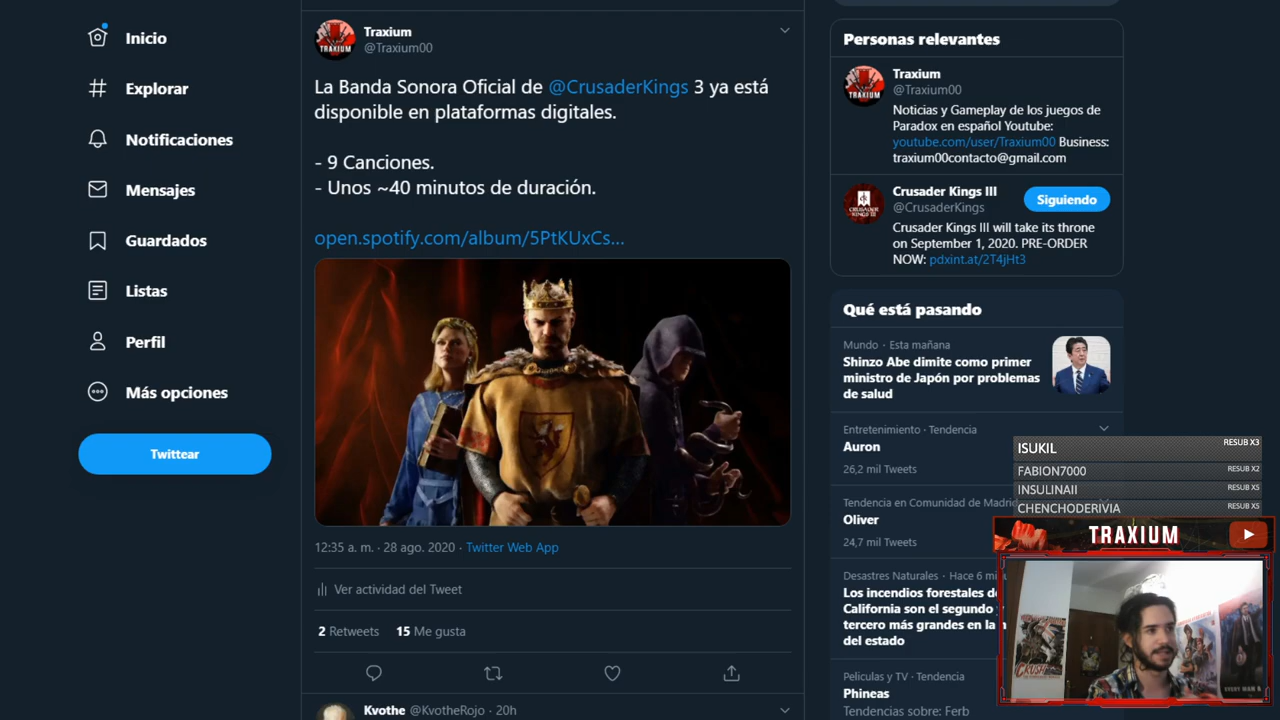 Inicio
Explorar
Notificaciones
Mensajes
Guardados
Listas
Perfil
Más opciones
Twittear
TRAXIUM
Traxium
@Traxium00
La Banda Sonora Oficial de @CrusaderKings 3 ya está
disponible en plataformas digitales.
- 9 Canciones.
- Unos ~40 minutos de duración.
open.spotify.com/album/5PtKUxCs...
12:35 a. m. · 28 ago. 2020 · Twitter Web App
Ver actividad del Tweet
2 Retweets 15 Me gusta
Kvothe @KvotheRojo · 20h
Personas relevantes
TRAXIUM
Traxium
@Traxium00
Noticias y Gameplay de los juegos de
Paradox en español Youtube:
youtube.com/user/Traxium00 Business:
traxium00contacto@gmail.com
CRUSADER
KINGS III
Crusader Kings III
@CrusaderKings
Siguiendo
Crusader Kings III will take its throne
on September 1, 2020. PRE-ORDER
NOW: pdxint.at/2T4jHt3
Qué está pasando
Mundo · Esta mañana
Shinzo Abe dimite como primer
ministro de Japón por problemas
de salud
Entretenimiento · Tendencia
Auron
26,2 mil Tweets
Tendencia en Comunidad de Madrid
Oliver
24,7 mil Tweets
Desastres Naturales · Hace 6 min
Los incendios forestales de
California son el segundo y
tercero más grandes en la
del estado
Peliculas y TV · Tendencia
Phineas
Tendencias sobre: Ferb
ISUKIL RESUB X3
FABION7000 RESUB X2
INSULINAII RESUB X5
CHENCHODERIVIA RESUB X5
TRAXIUM